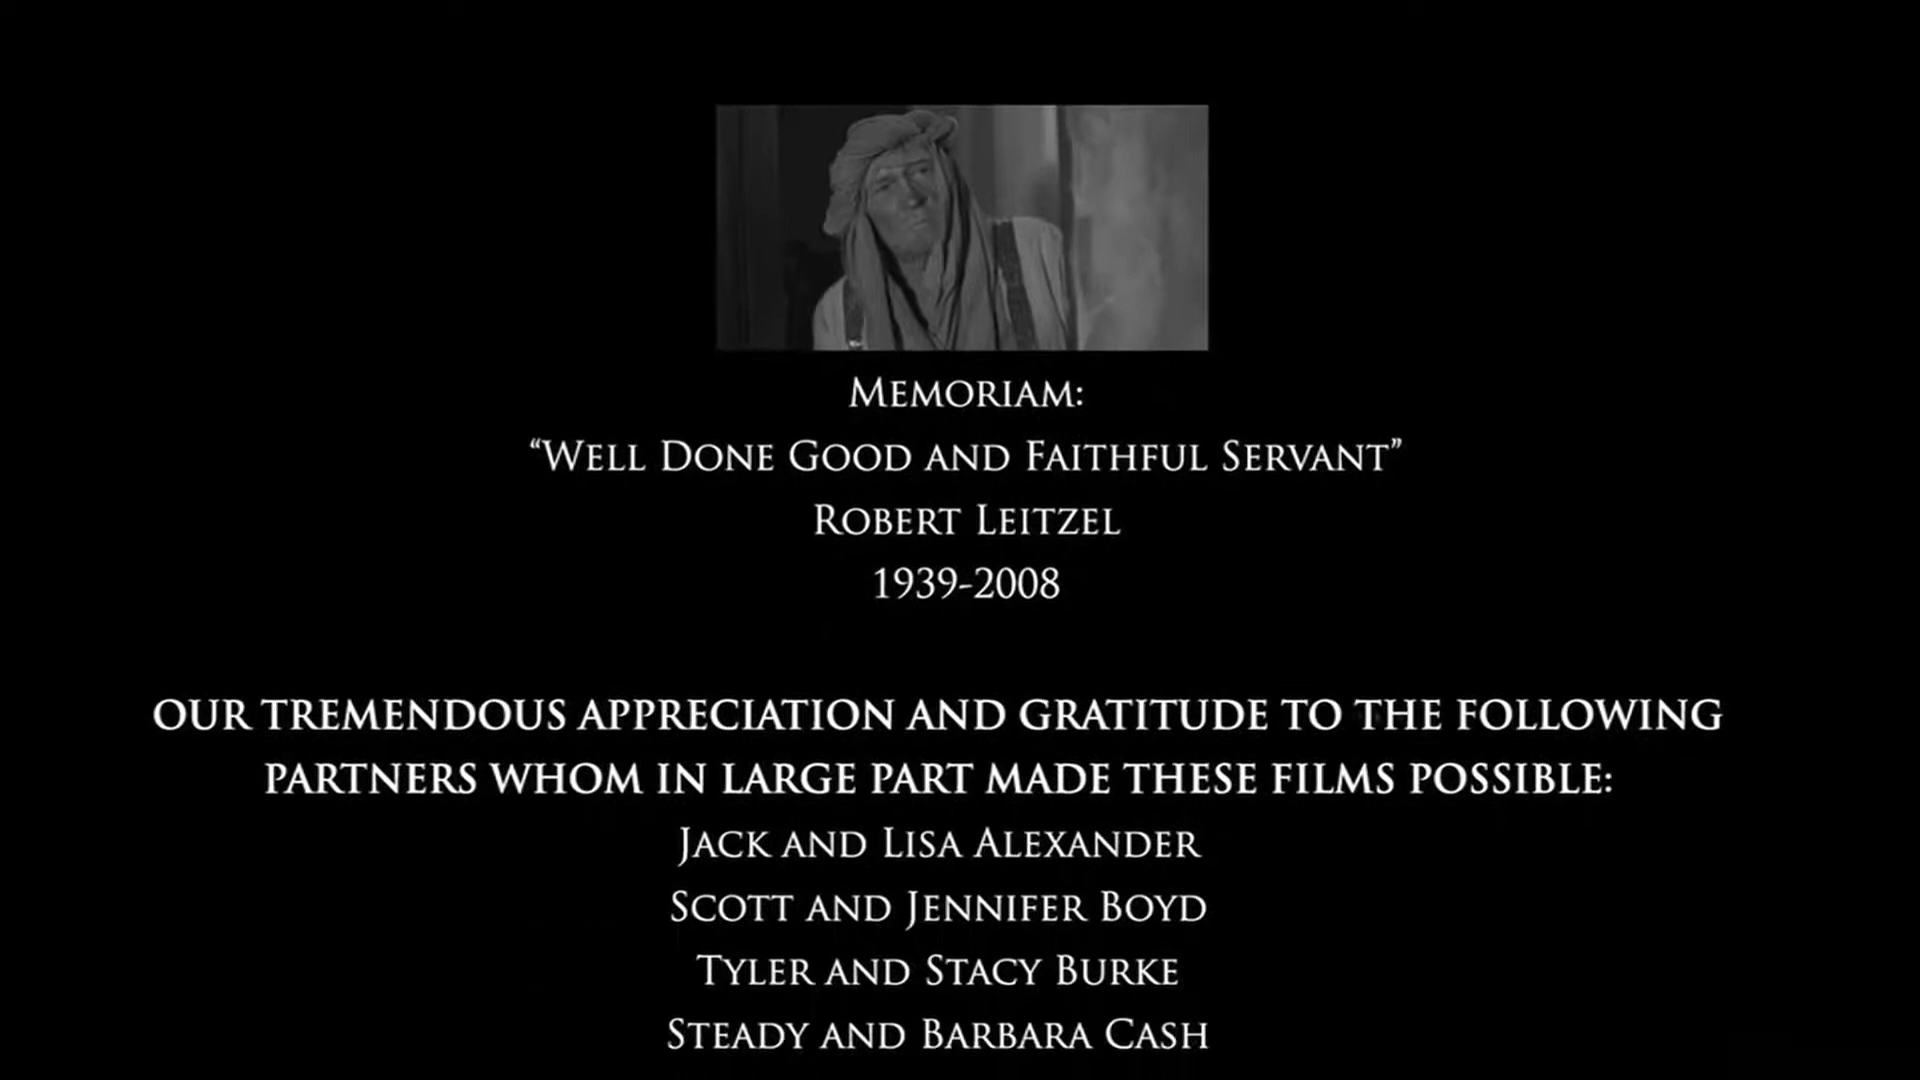 Memoriam:
“Well Done Good and Faithful Servant”
Robert Leitzel
1939-2008
OUR TREMENDOUS APPRECIATION AND GRATITUDE TO THE FOLLOWING
PARTNERS WHOM IN LARGE PART MADE THESE FILMS POSSIBLE:
Jack and Lisa Alexander
Scott and Jennifer Boyd
Tyler and Stacy Burke
Steady and Barbara Cash